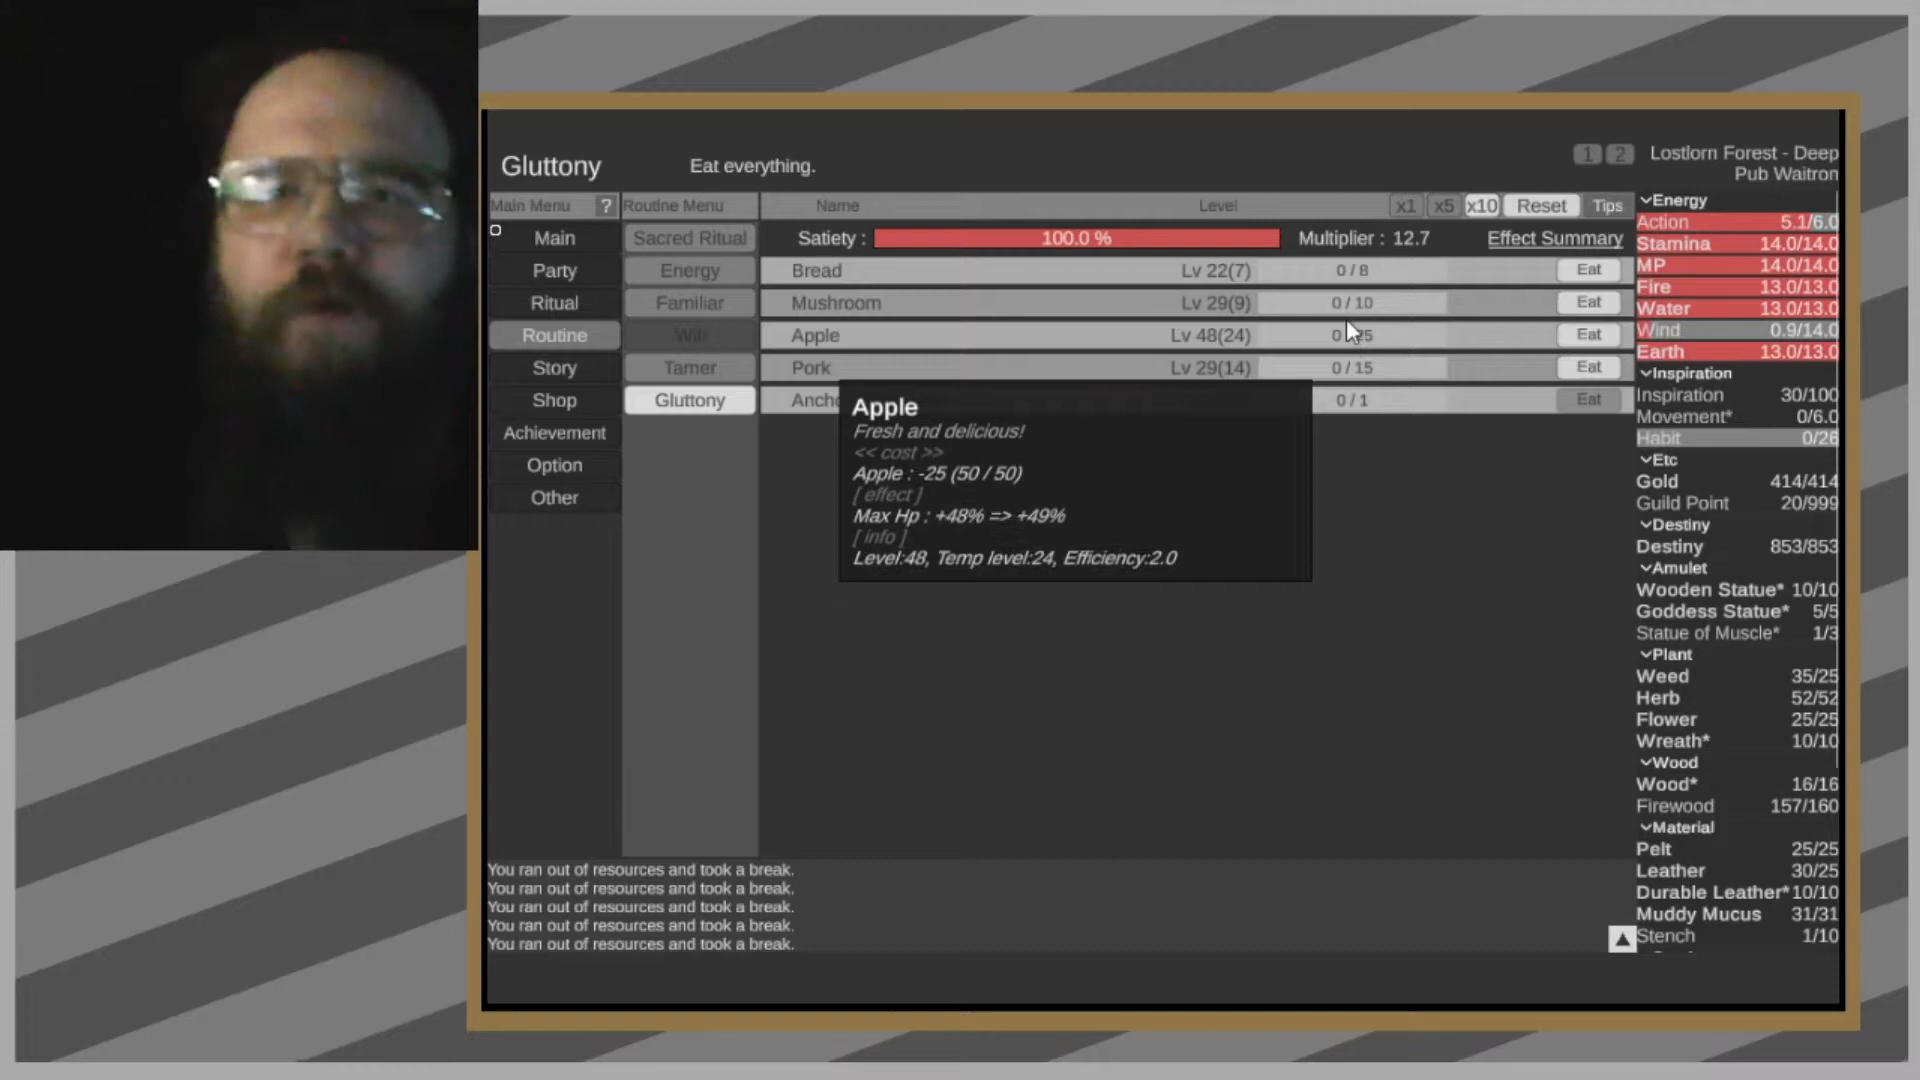 Gluttony
Eat everything.
1 2
Lostlorn Forest - Deep
Pub Waitron
Main Menu ?
Routine Menu
Name Level x1 x5 x10 Reset Tips
Main
Party
Ritual
Routine
Story
Shop
Achievement
Option
Other
Sacred Ritual
Energy
Familiar
Will
Tamer
Gluttony
Satiety : 100.0 % Multiplier : 12.7 Effect Summary
Bread Lv 22(7) 0 / 8 Eat
Mushroom Lv 29(9) 0 / 10 Eat
Apple Lv 48(24) 0 25 Eat
Pork Lv 29(14) 0 / 15 Eat
Ancho 0 / 1 Eat
Apple
Fresh and delicious!
<< cost >>
Apple : -25 (50 / 50)
[ effect ]
Max Hp : +48% => +49%
[ info ]
Level:48, Temp level:24, Efficiency:2.0
Energy
Action 5.1/6.0
Stamina 14.0/14.0
MP 14.0/14.0
Fire 13.0/13.0
Water 13.0/13.0
Wind 0.9/14.0
Earth 13.0/13.0
Inspiration
Inspiration 30/100
Movement* 0/6.0
Habit 0/26
Etc
Gold 414/414
Guild Point 20/999
Destiny
Destiny 853/853
Amulet
Wooden Statue* 10/10
Goddess Statue* 5/5
Statue of Muscle* 1/3
Plant
Weed 35/25
Herb 52/52
Flower 25/25
Wreath* 10/10
Wood
Wood* 16/16
Firewood 157/160
Material
Pelt 25/25
Leather 30/25
Durable Leather* 10/10
Muddy Mucus 31/31
Stench 1/10
You ran out of resources and took a break.
You ran out of resources and took a break.
You ran out of resources and took a break.
You ran out of resources and took a break.
You ran out of resources and took a break.